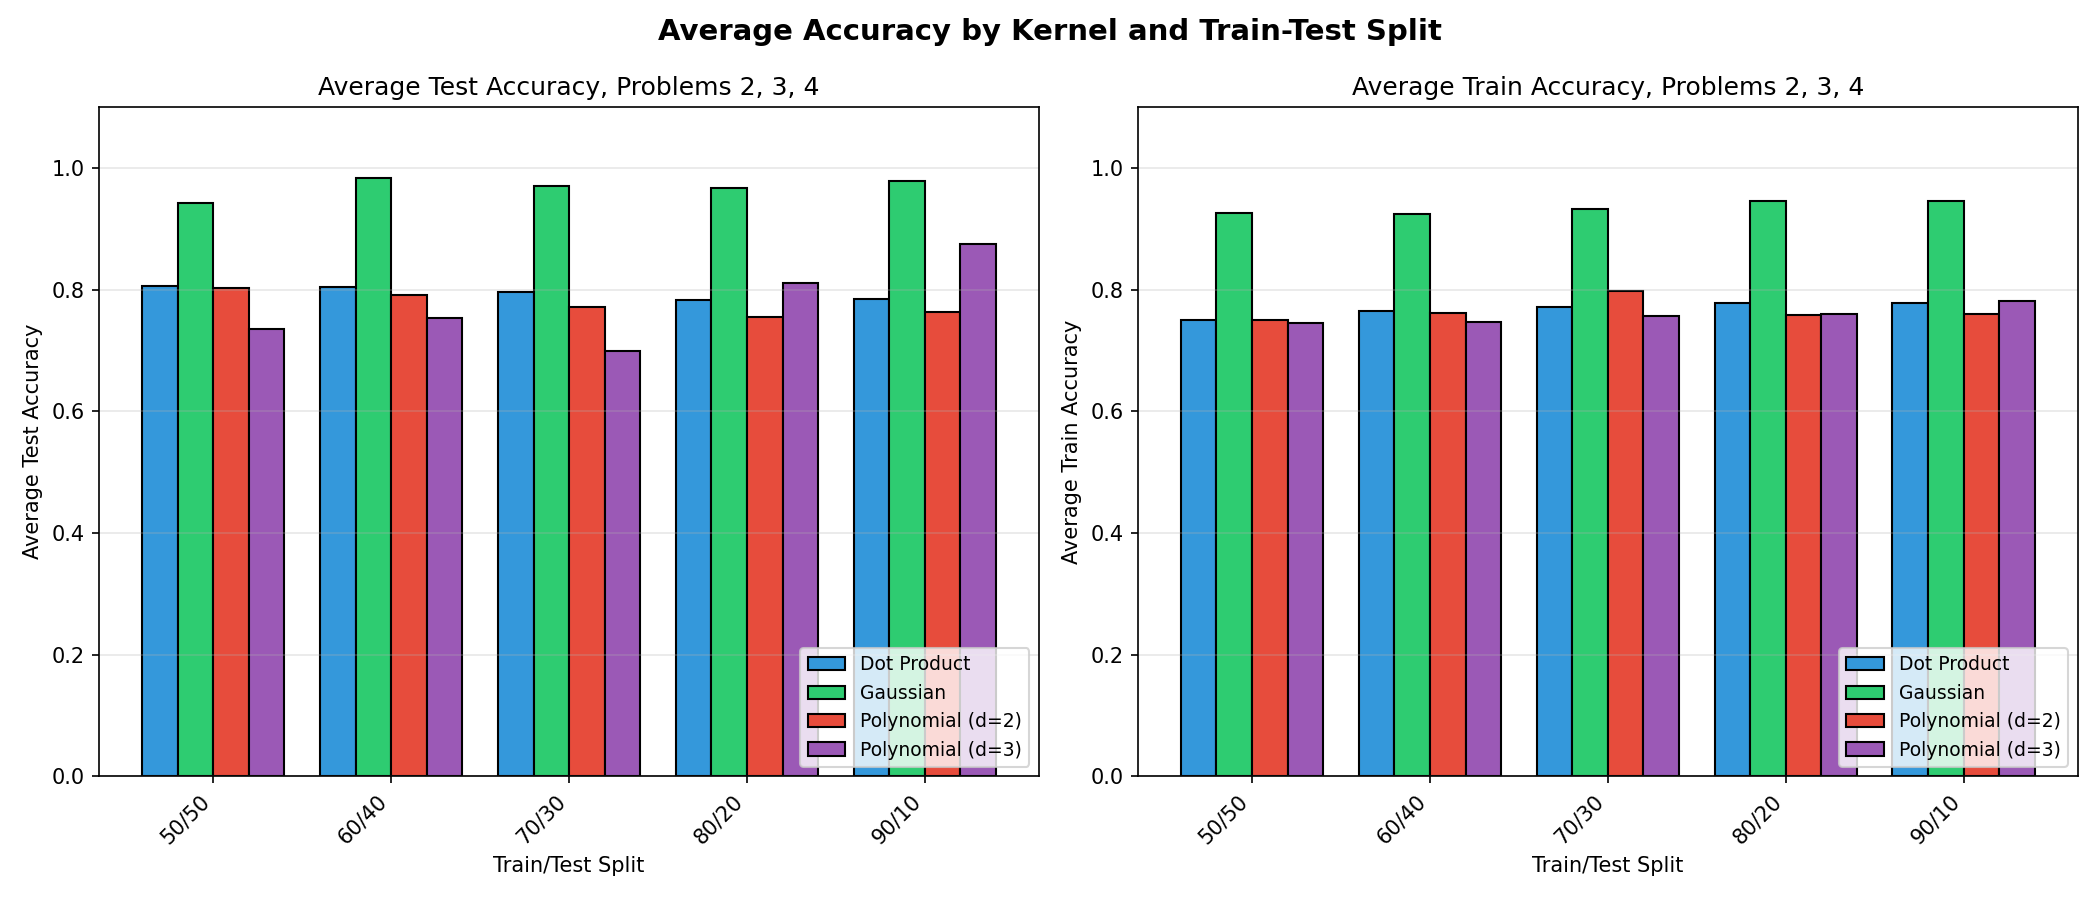 Average Accuracy by Kernel and Train-Test Split
Average Test Accuracy, Problems 2, 3, 4
Average Test Accuracy
1.0
0.8
0.6
0.4
0.2
0.0
50/50
60/40
70/30
80/20
90/10
Train/Test Split
Dot Product
Gaussian
Polynomial (d=2)
Polynomial (d=3)
Average Train Accuracy, Problems 2, 3, 4
Average Train Accuracy
1.0
0.8
0.6
0.4
0.2
0.0
50/50
60/40
70/30
80/20
90/10
Train/Test Split
Dot Product
Gaussian
Polynomial (d=2)
Polynomial (d=3)